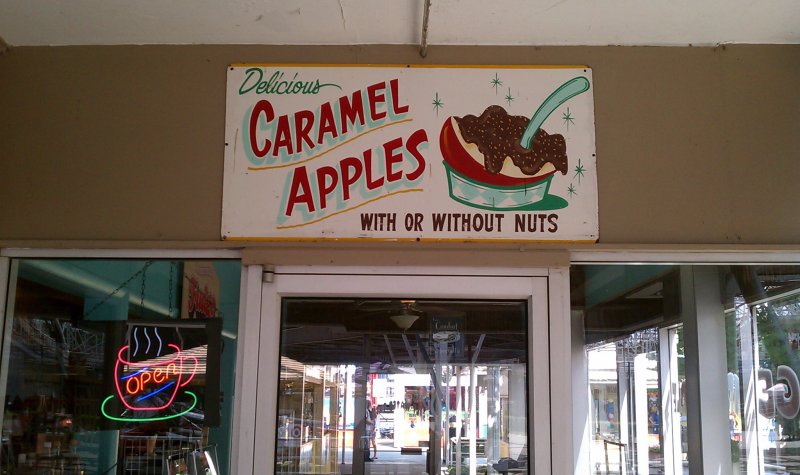 Delicious
CARAMEL
APPLES
WITH OR WITHOUT NUTS
open